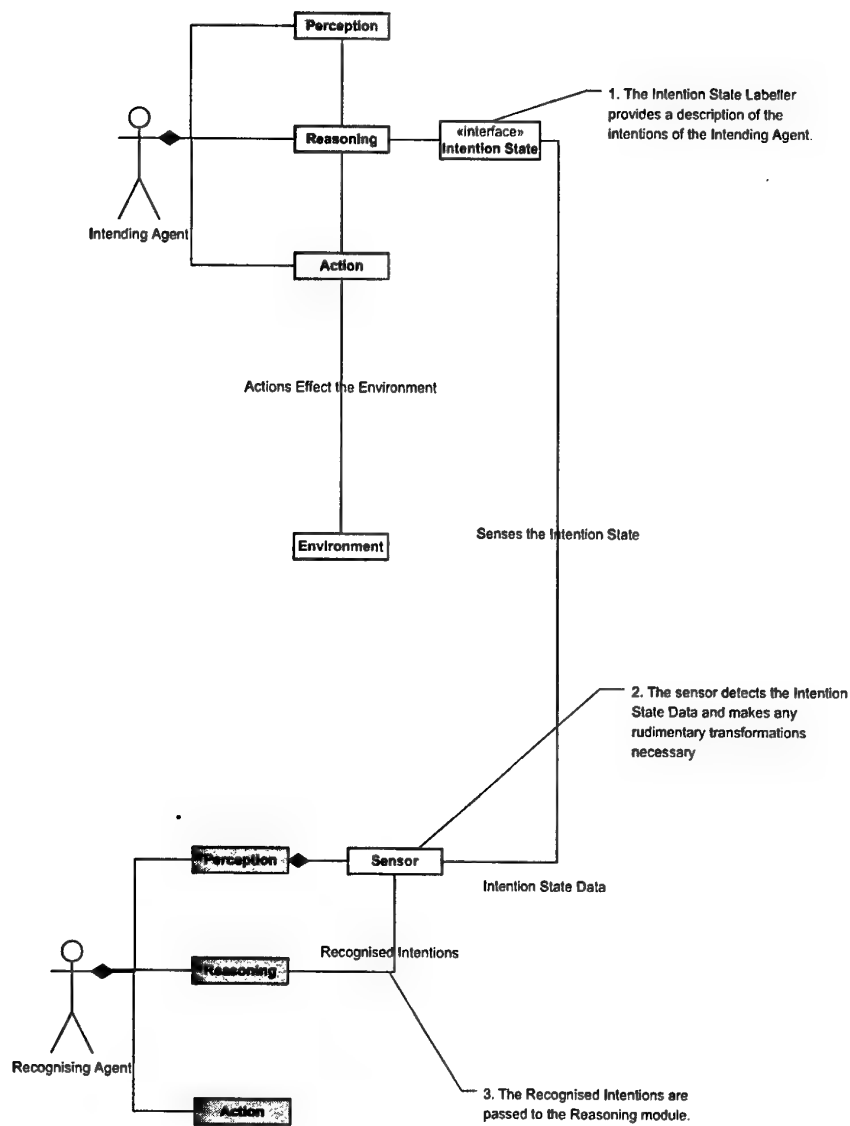 Perception
1. The Intention State Labeller
provides a description of the
intentions of the Intending Agent.
«interface»
Intention State
Reasoning
Intending Agent
Action
Actions Effect the Environment
Senses the Intention State
Environment
2. The sensor detects the Intention
State Data and makes any
rudimentary transformations
necessary
Perception
Sensor
Intention State Data
Recognised Intentions
Reasoning
Recognising Agent
3. The Recognised Intentions are
passed to the Reasoning module.
Action